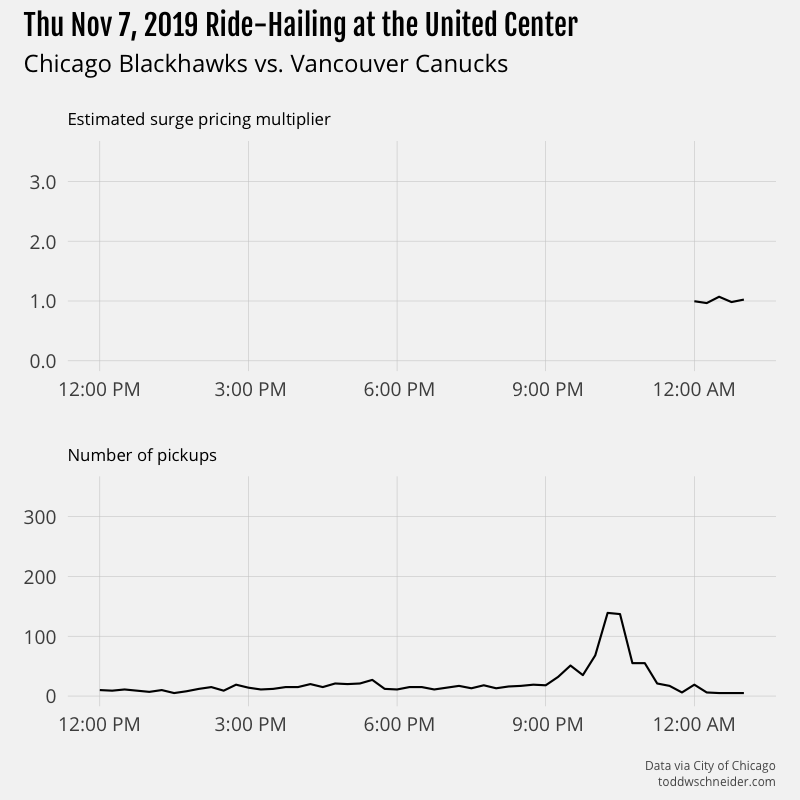 Thu Nov 7, 2019 Ride-Hailing at the United Center
Chicago Blackhawks vs. Vancouver Canucks
Estimated surge pricing multiplier
3.0
2.0
1.0
0.0
12:00 PM 3:00 PM 6:00 PM 9:00 PM 12:00 AM
Number of pickups
300
200
100
0
12:00 PM 3:00 PM 6:00 PM 9:00 PM 12:00 AM
Data via City of Chicago
toddwschneider.com